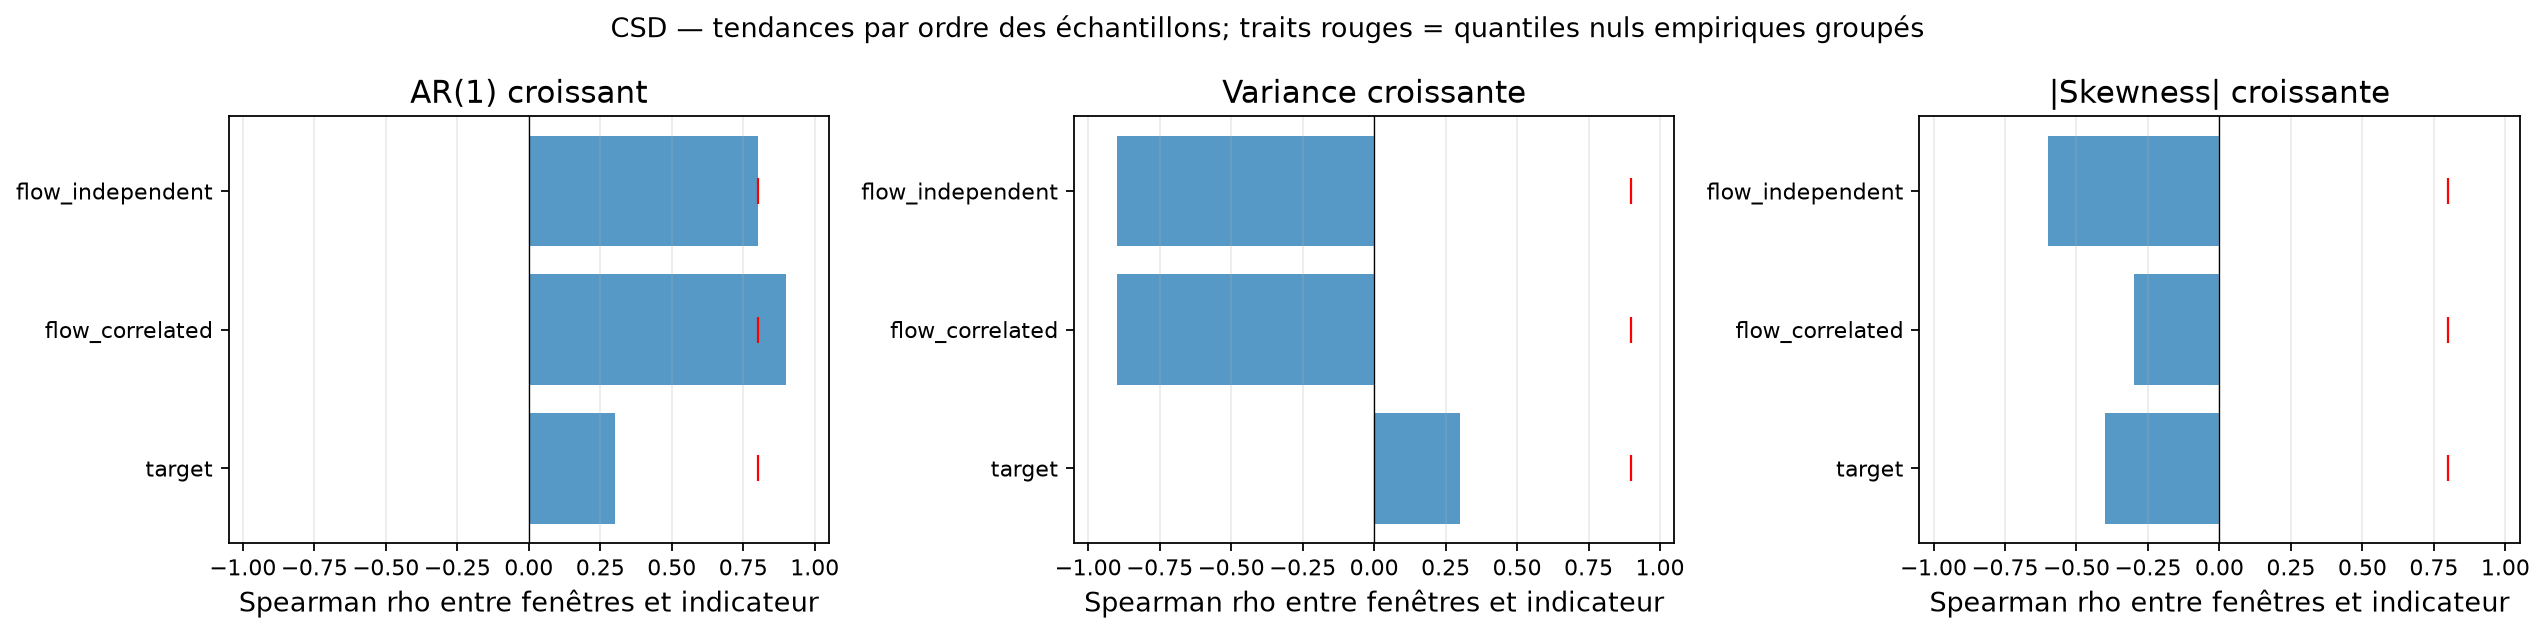 CSD — tendances par ordre des échantillons; traits rouges = quantiles nuls empiriques groupés
AR(1) croissant
flow_independent
flow_correlated
target
−1.00 −0.75 −0.50 −0.25 0.00 0.25 0.50 0.75 1.00
Spearman rho entre fenêtres et indicateur
Variance croissante
flow_independent
flow_correlated
target
−1.00 −0.75 −0.50 −0.25 0.00 0.25 0.50 0.75 1.00
Spearman rho entre fenêtres et indicateur
|Skewness| croissante
flow_independent
flow_correlated
target
−1.00 −0.75 −0.50 −0.25 0.00 0.25 0.50 0.75 1.00
Spearman rho entre fenêtres et indicateur